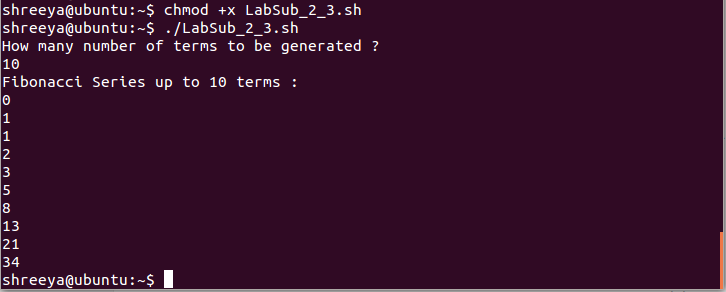 shreeya@ubuntu:~$ chmod +x LabSub_2_3.sh
shreeya@ubuntu:~$ ./LabSub_2_3.sh
How many number of terms to be generated ?
10
Fibonacci Series up to 10 terms :
0
1
1
2
3
5
8
13
21
34
shreeya@ubuntu:~$